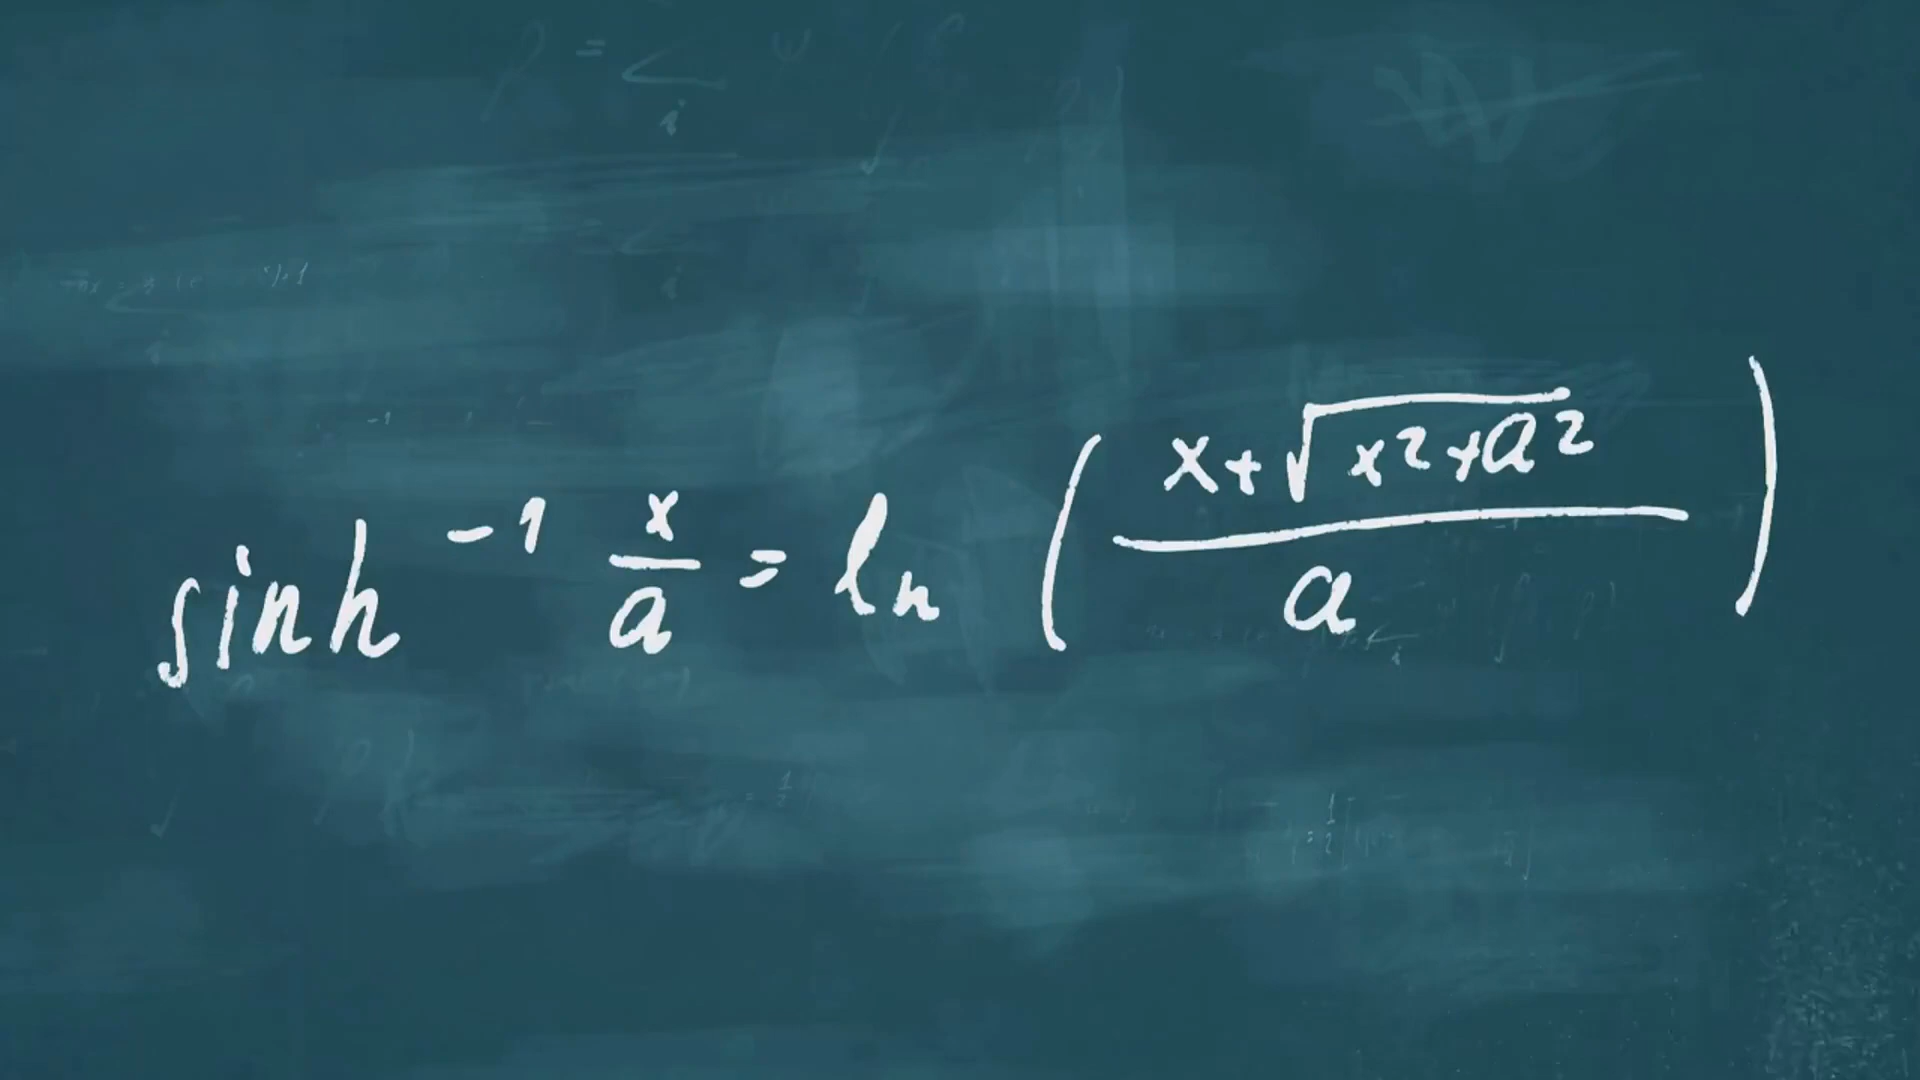 sinh⁻¹ x/a = ln ( (x+√(x²+a²))/a )